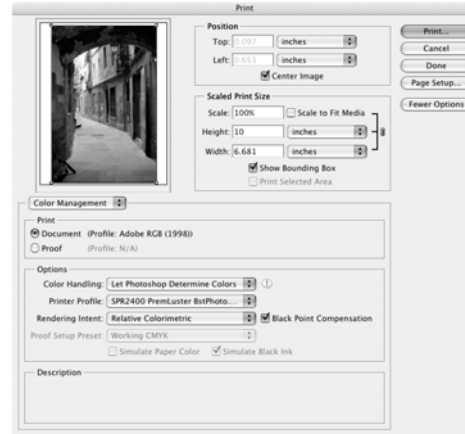 Print
Position
Top: 0.097 inches
Left: 0.653 inches
Center Image
Scaled Print Size
Scale: 100% Scale to Fit Media
Height: 10 inches
Width: 6.681 inches
Show Bounding Box
Print Selected Area
Print...
Cancel
Done
Page Setup...
Fewer Options
Color Management
Print
Document (Profile: Adobe RGB (1998))
Proof (Profile: N/A)
Options
Color Handling: Let Photoshop Determine Colors
Printer Profile: SPR2400 PremLuster BstPhoto....
Rendering Intent: Relative Colorimetric Black Point Compensation
Proof Setup Preset: Working CMYK
Simulate Paper Color Simulate Black Ink
Description